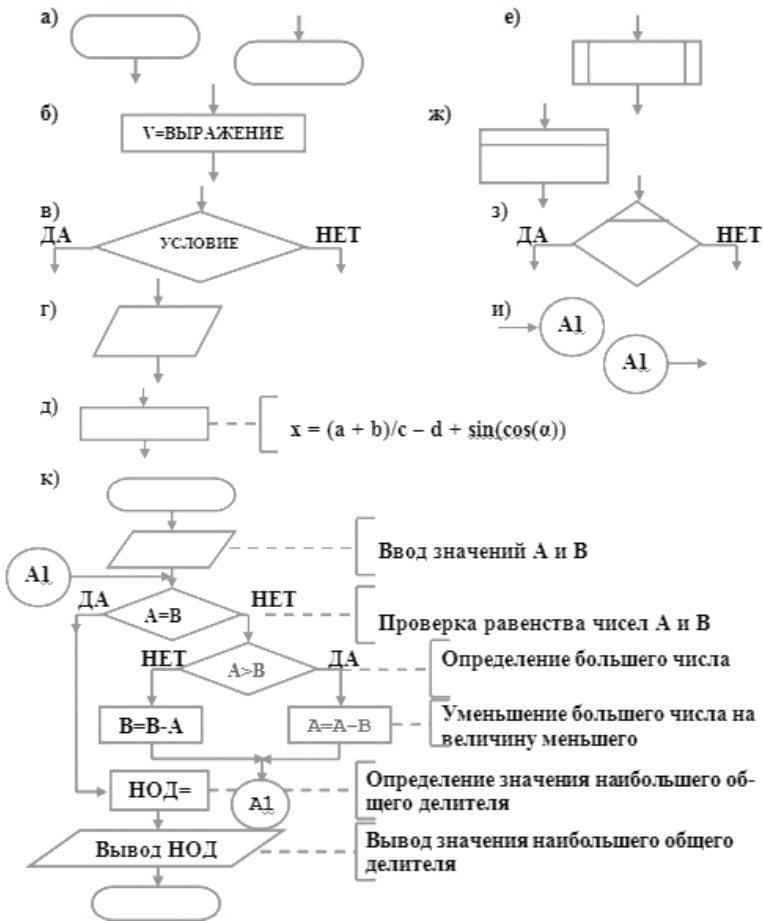 а)
б)
V=ВЫРАЖЕНИЕ
в)
ДА
УСЛОВИЕ
НЕТ
г)
д)
x = (a + b)/c – d + sin(cos(α))
е)
ж)
з)
ДА
НЕТ
и)
А1
А1
к)
Ввод значений А и В
А1
ДА
A=B
НЕТ
Проверка равенства чисел А и В
НЕТ
A>B
ДА
Определение большего числа
B=B-A
A=A-B
Уменьшение большего числа на
величину меньшего
НОД=
А1
Определение значения наибольшего об-
щего делителя
Вывод НОД
Вывод значения наибольшего общего
делителя